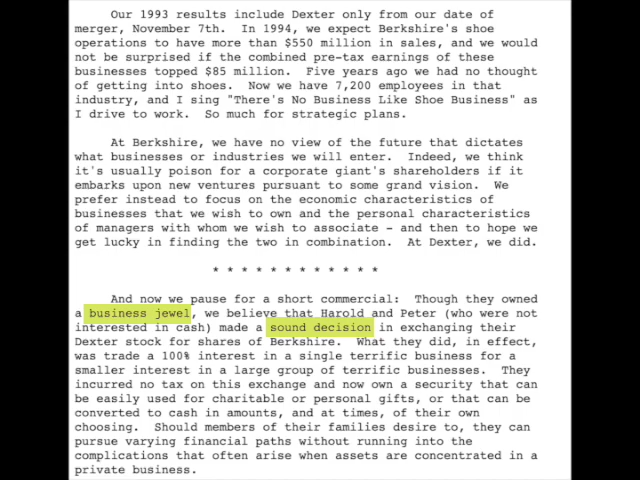 Our 1993 results include Dexter only from our date of
merger, November 7th. In 1994, we expect Berkshire's shoe
operations to have more than $550 million in sales, and we would
not be surprised if the combined pre-tax earnings of these
businesses topped $85 million. Five years ago we had no thought
of getting into shoes. Now we have 7,200 employees in that
industry, and I sing "There's No Business Like Shoe Business" as
I drive to work. So much for strategic plans.
At Berkshire, we have no view of the future that dictates
what businesses or industries we will enter. Indeed, we think
it's usually poison for a corporate giant's shareholders if it
embarks upon new ventures pursuant to some grand vision. We
prefer instead to focus on the economic characteristics of
businesses that we wish to own and the personal characteristics
of managers with whom we wish to associate - and then to hope we
get lucky in finding the two in combination. At Dexter, we did.
* * * * * * * * * * * *
And now we pause for a short commercial: Though they owned
a business jewel, we believe that Harold and Peter (who were not
interested in cash) made a sound decision in exchanging their
Dexter stock for shares of Berkshire. What they did, in effect,
was trade a 100% interest in a single terrific business for a
smaller interest in a large group of terrific businesses. They
incurred no tax on this exchange and now own a security that can
be easily used for charitable or personal gifts, or that can be
converted to cash in amounts, and at times, of their own
choosing. Should members of their families desire to, they can
pursue varying financial paths without running into the
complications that often arise when assets are concentrated in a
private business.